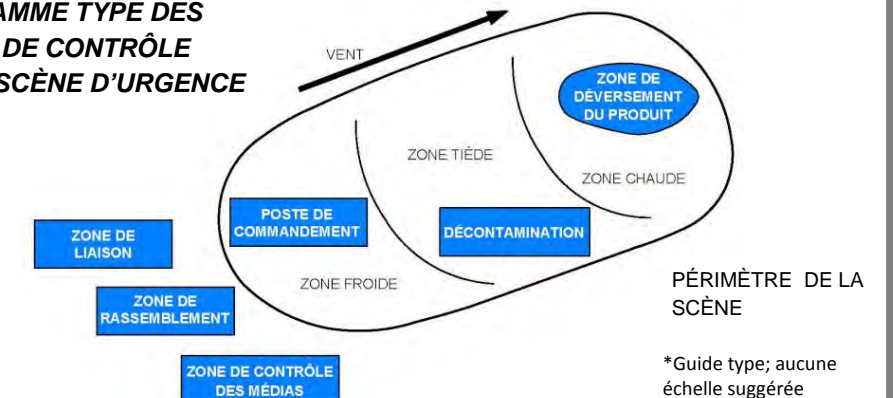 TYPE DES
DE CONTRÔLE
SCÈNE D'URGENCE
VENT
ZONE DE
DÉVERSEMENT
DU PRODUIT
ZONE TIÈDE
ZONE CHAUDE
POSTE DE
COMMANDEMENT
DÉCONTAMINATION
ZONE DE
LIAISON
ZONE FROIDE
ZONE DE
RASSEMBLEMENT
ZONE DE CONTRÔLE
DES MÉDIAS
PÉRIMÈTRE DE LA
SCÈNE
*Guide type; aucune
échelle suggérée